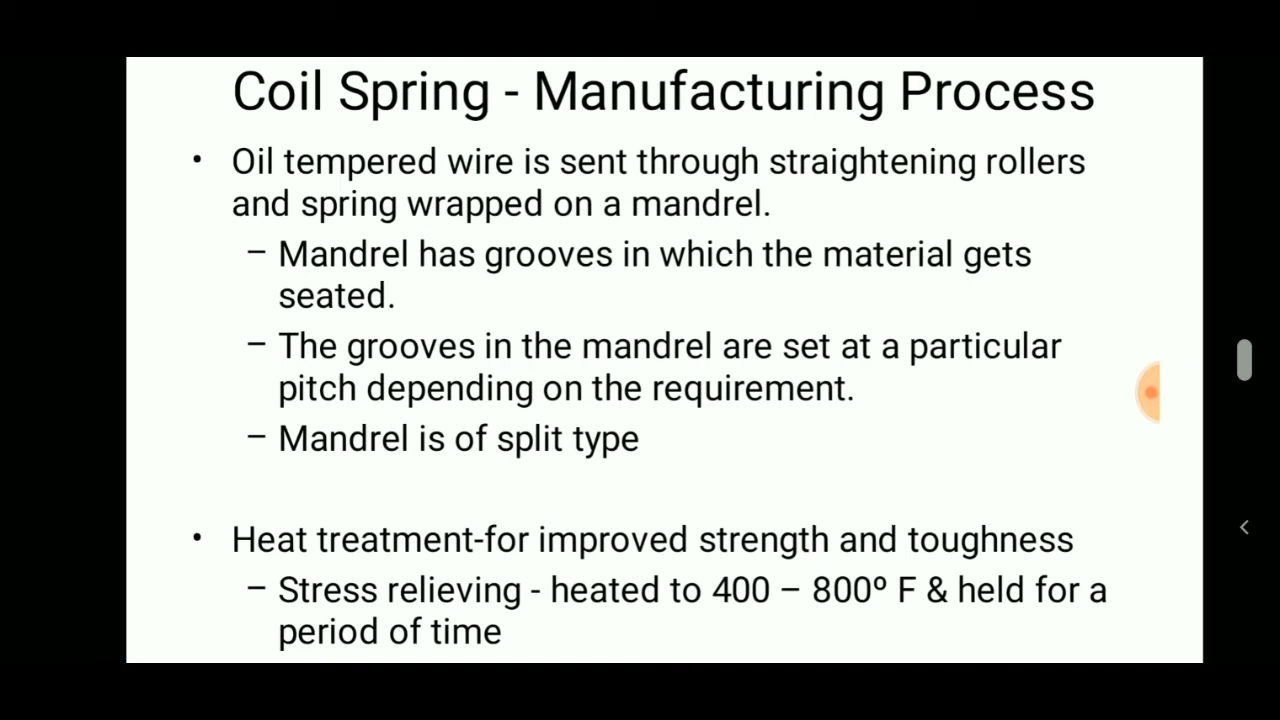 Coil Spring - Manufacturing Process
• Oil tempered wire is sent through straightening rollers
and spring wrapped on a mandrel.
– Mandrel has grooves in which the material gets
seated.
– The grooves in the mandrel are set at a particular
pitch depending on the requirement.
– Mandrel is of split type
• Heat treatment-for improved strength and toughness
– Stress relieving - heated to 400 – 800º F & held for a
period of time